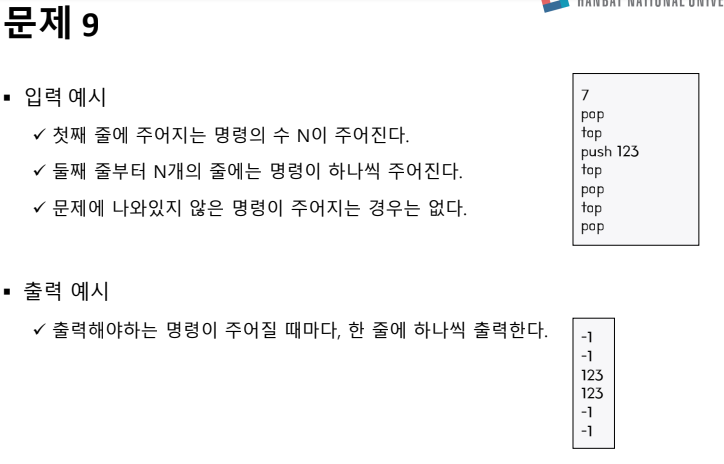 문제 9
▪ 입력 예시
✓ 첫째 줄에 주어지는 명령의 수 N이 주어진다.
✓ 둘째 줄부터 N개의 줄에는 명령이 하나씩 주어진다.
✓ 문제에 나와있지 않은 명령이 주어지는 경우는 없다.
7
pop
top
push 123
top
pop
top
pop
▪ 출력 예시
✓ 출력해야하는 명령이 주어질 때마다, 한 줄에 하나씩 출력한다.
-1
-1
123
123
-1
-1